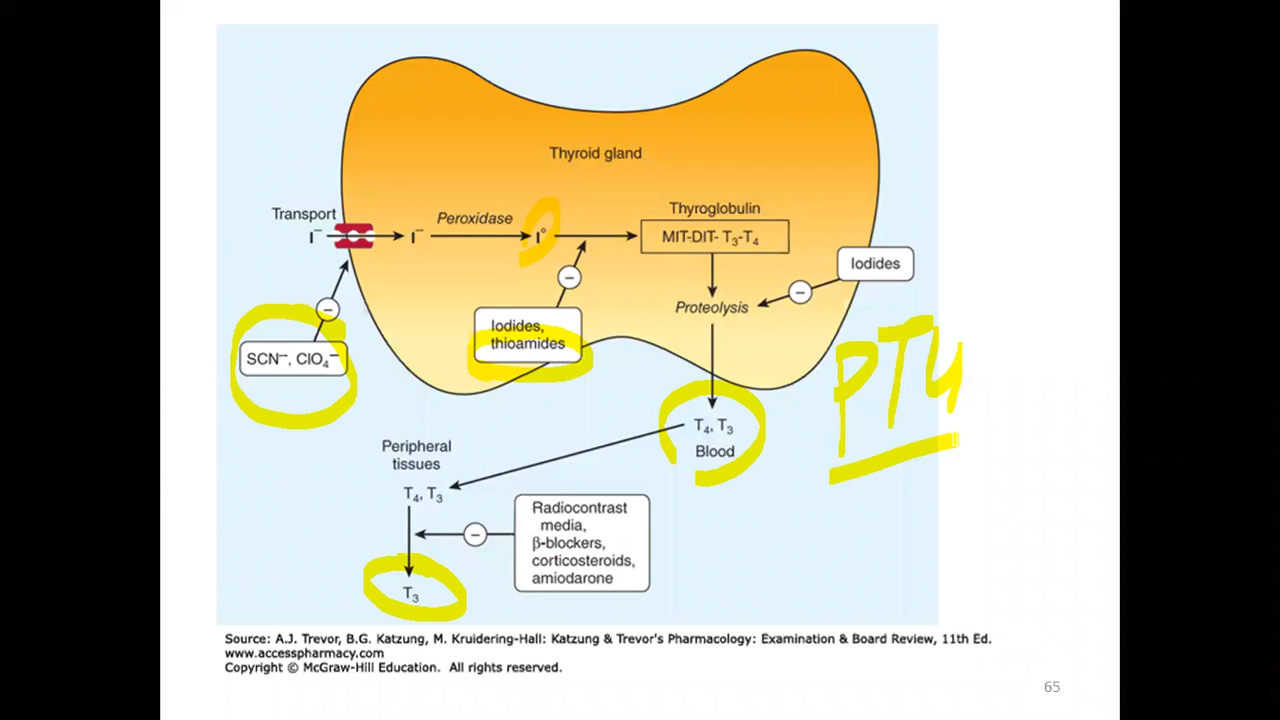 Thyroid gland
Transport
I⁻
I⁻
Peroxidase
I°
Thyroglobulin
MIT-DIT- T₃-T₄
Iodides
−
Proteolysis
−
Iodides,
thioamides
−
SCN⁻, ClO₄⁻
T₄, T₃
Blood
Peripheral
tissues
T₄, T₃
−
Radiocontrast
media,
β-blockers,
corticosteroids,
amiodarone
T₃
Source: A.J. Trevor, B.G. Katzung, M. Kruidering-Hall: Katzung & Trevor's Pharmacology: Examination & Board Review, 11th Ed.
www.accesspharmacy.com
Copyright © McGraw-Hill Education.  All rights reserved.
65